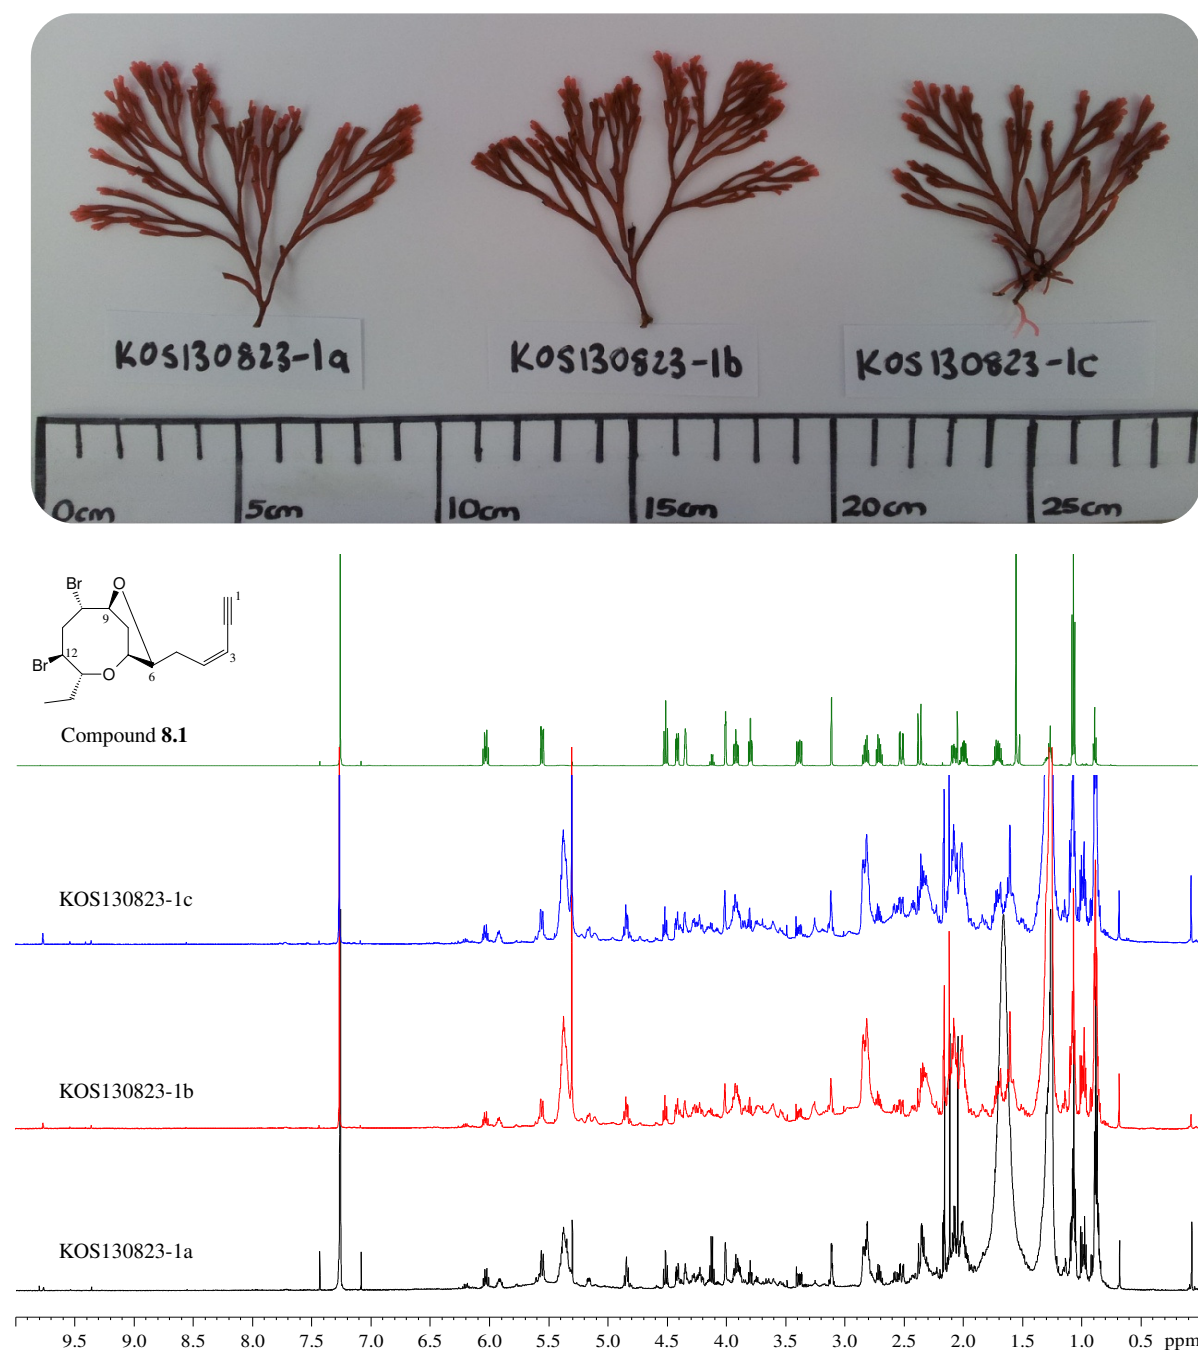 KOS130823-1a KOS130823-1b KOS130823-1c
0cm 5cm 10cm 15cm 20cm 25cm
Br O 1
9
12 3
Br O 6
Compound 8.1
KOS130823-1c
KOS130823-1b
KOS130823-1a
9.5 9.0 8.5 8.0 7.5 7.0 6.5 6.0 5.5 5.0 4.5 4.0 3.5 3.0 2.5 2.0 1.5 1.0 0.5 ppm